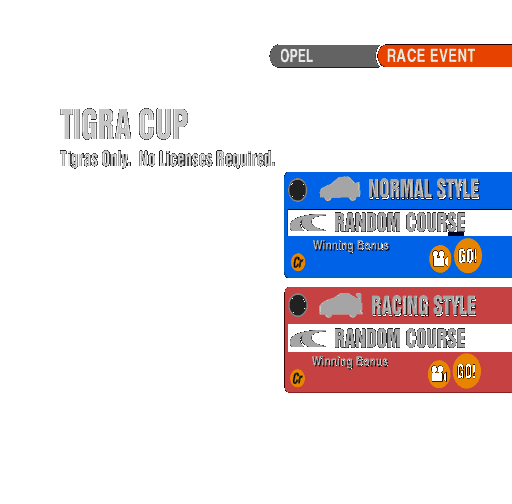 OPEL RACE EVENT
TIGRA CUP
Tigras Only. No Licenses Required.
NORMAL STYLE
RANDOM COURSE
Winning Bonus
Cr GO!
RACING STYLE
RANDOM COURSE
Winning Bonus
Cr GO!